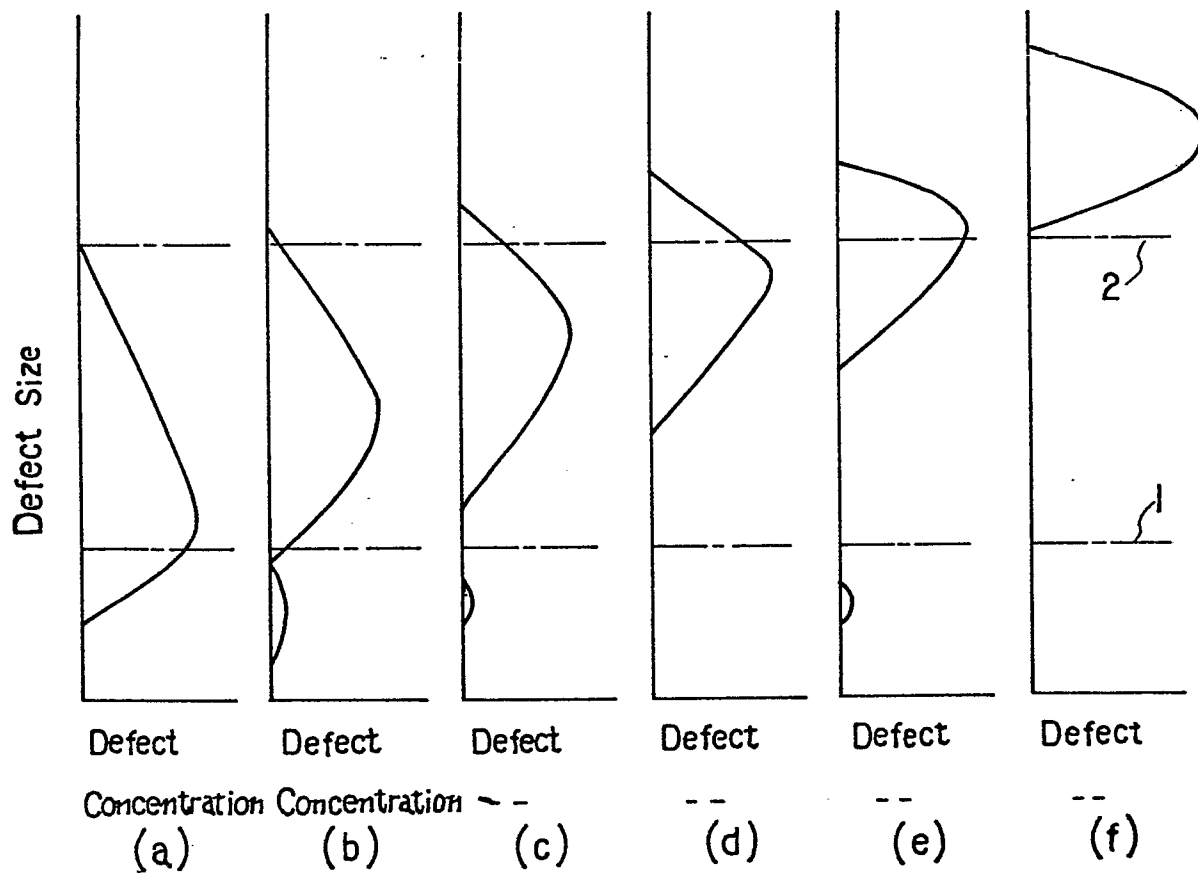 Defect Size
2
1
Defect Defect Defect Defect Defect Defect
Concentration Concentration -- -- -- --
(a) (b) (c) (d) (e) (f)